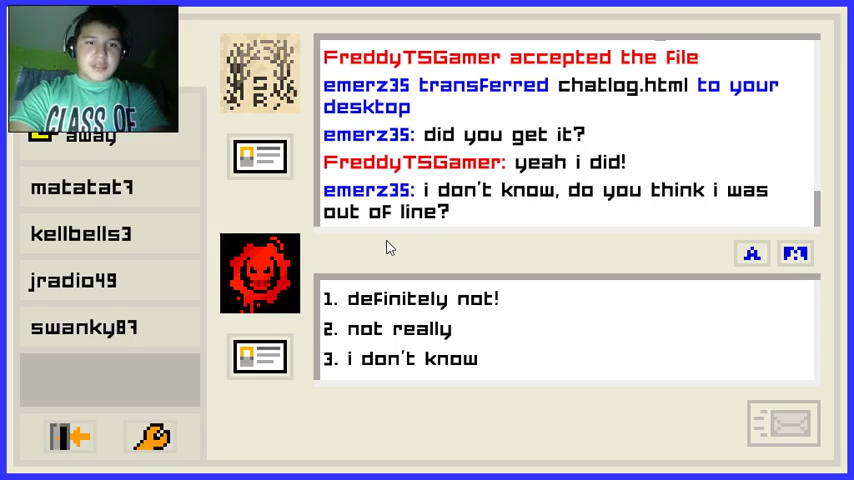 CLASS OF
away
matatat7
kellbells3
jradio49
swanky87
FreddyTSGamer accepted the file
emerz35 transferred chatlog.html to your
desktop
emerz35: did you get it?
FreddyTSGamer: yeah i did!
emerz35: i don't know, do you think i was
out of line?
A
1. definitely not!
2. not really
3. i don't know